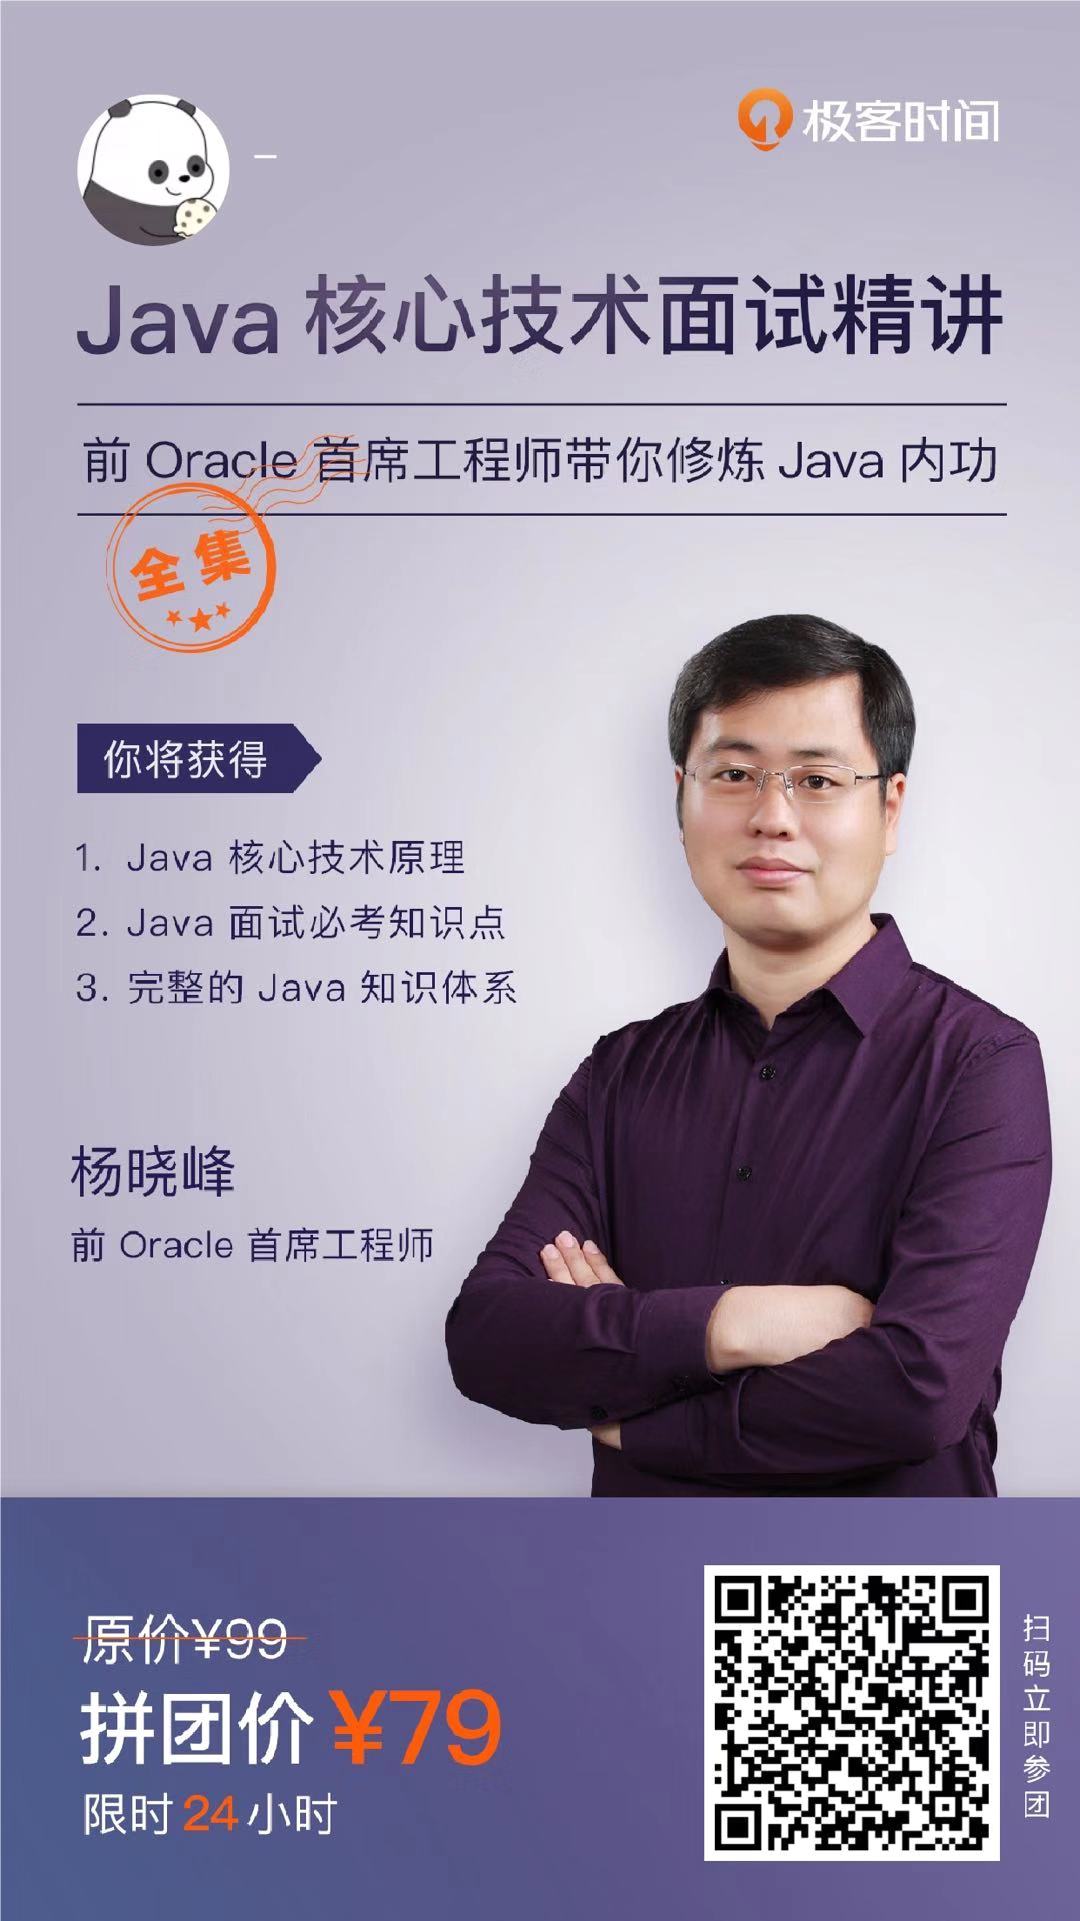 极客时间
–
Java 核心技术面试精讲
前 Oracle 首席工程师带你修炼 Java 内功
全集
你将获得
1. Java 核心技术原理
2. Java 面试必考知识点
3. 完整的 Java 知识体系
杨晓峰
前 Oracle 首席工程师
原价¥99
拼团价 ¥79
限时 24 小时
扫码立即参团